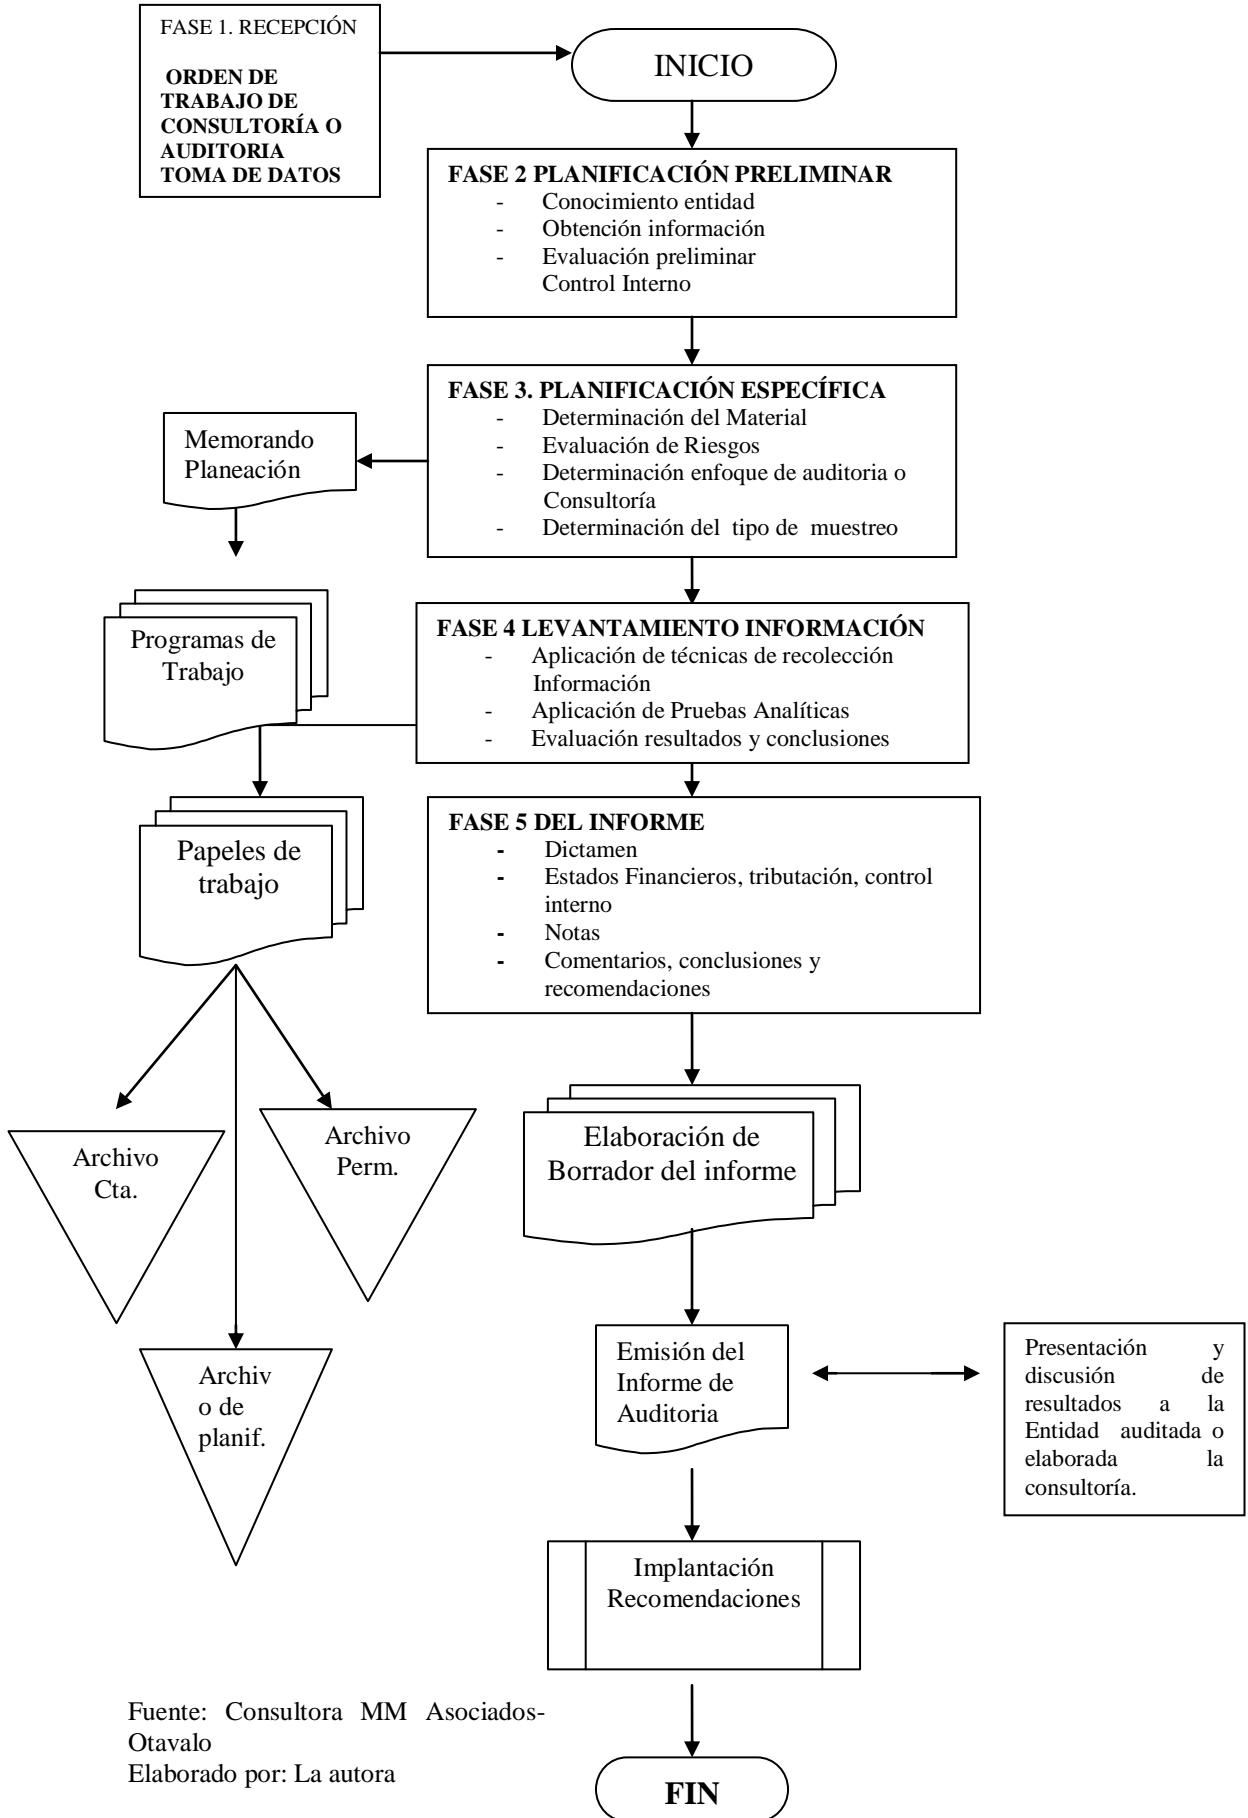 FASE 1. RECEPCIÓN
ORDEN DE
TRABAJO DE
CONSULTORÍA O
AUDITORIA
TOMA DE DATOS
INICIO
FASE 2 PLANIFICACIÓN PRELIMINAR
- Conocimiento entidad
- Obtención información
- Evaluación preliminar
Control Interno
FASE 3. PLANIFICACIÓN ESPECÍFICA
- Determinación del Material
- Evaluación de Riesgos
- Determinación enfoque de auditoria o
Consultoría
- Determinación del tipo de muestreo
Memorando
Planeación
Programas de
Trabajo
FASE 4 LEVANTAMIENTO INFORMACIÓN
- Aplicación de técnicas de recolección
Información
- Aplicación de Pruebas Analíticas
- Evaluación resultados y conclusiones
Papeles de
trabajo
FASE 5 DEL INFORME
- Dictamen
- Estados Financieros, tributación, control
interno
- Notas
- Comentarios, conclusiones y
recomendaciones
Archivo
Cta.
Archivo
Perm.
Archiv
o de
planif.
Elaboración de
Borrador del informe
Emisión del
Informe de
Auditoria
Presentación y
discusión de
resultados a la
Entidad auditada o
elaborada la
consultoría.
Implantación
Recomendaciones
Fuente: Consultora MM Asociados-
Otavalo
Elaborado por: La autora
FIN